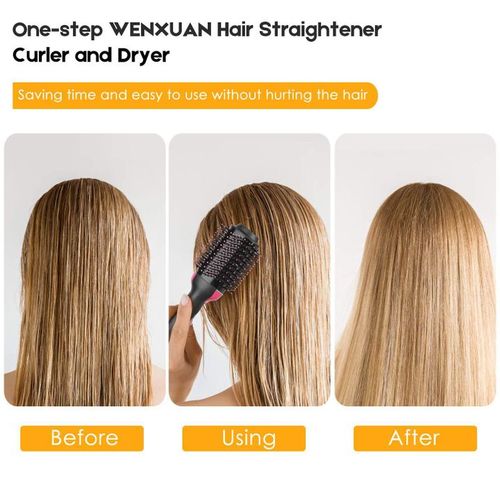 One-step WENXUAN Hair Straightener
Curler and Dryer
Saving time and easy to use without hurting the hair
Before
Using
After